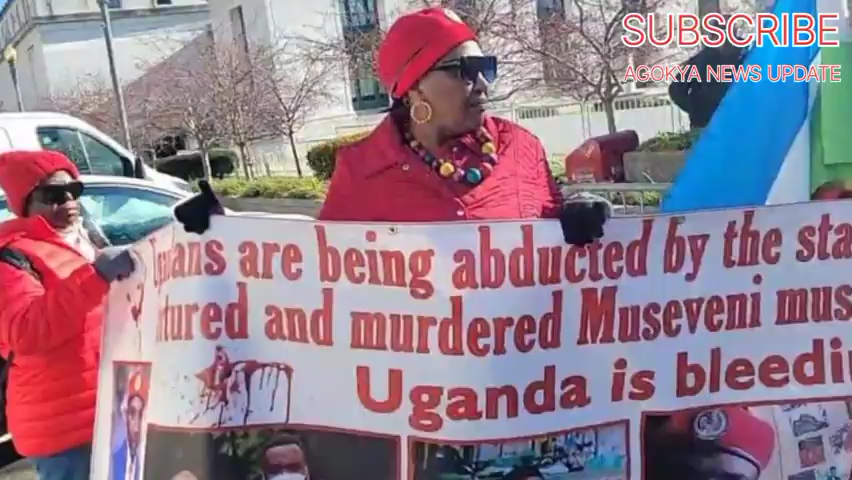 SUBSCRIBE
AGOKYA NEWS UPDATE
are being abducted by the
and murdered Museveni
Uganda is